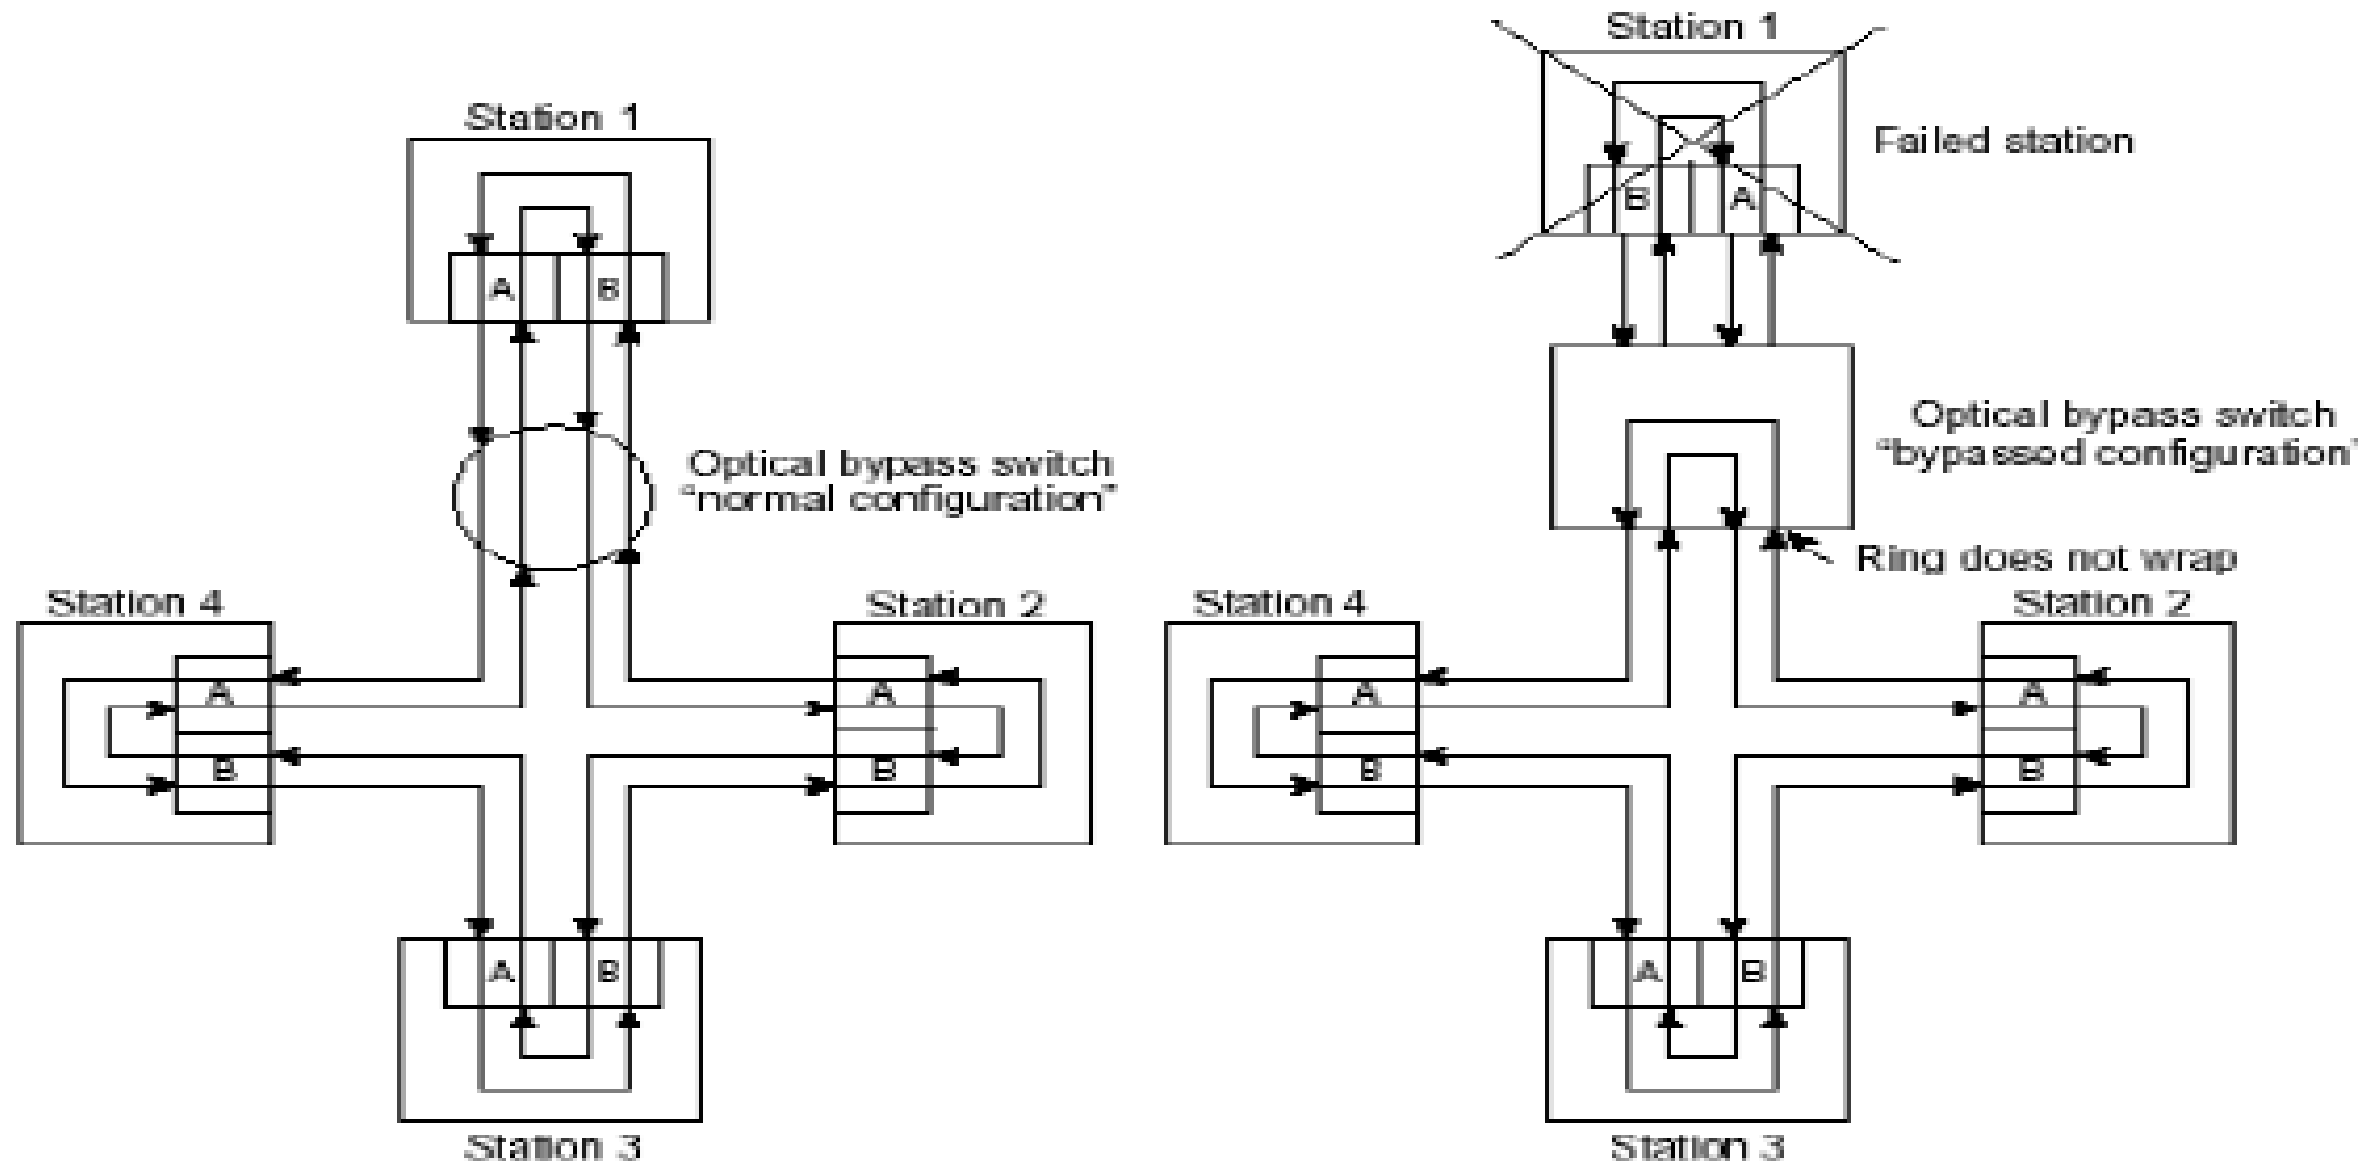 Station 1
A
B
Optical bypass switch
"normal configuration"
Station 4
A
B
Station 2
A
B
A
B
Station 3
Station 1
Failed station
B
A
Optical bypass switch
"bypassed configuration"
Ring does not wrap
Station 4
A
B
Station 2
A
B
A
B
Station 3